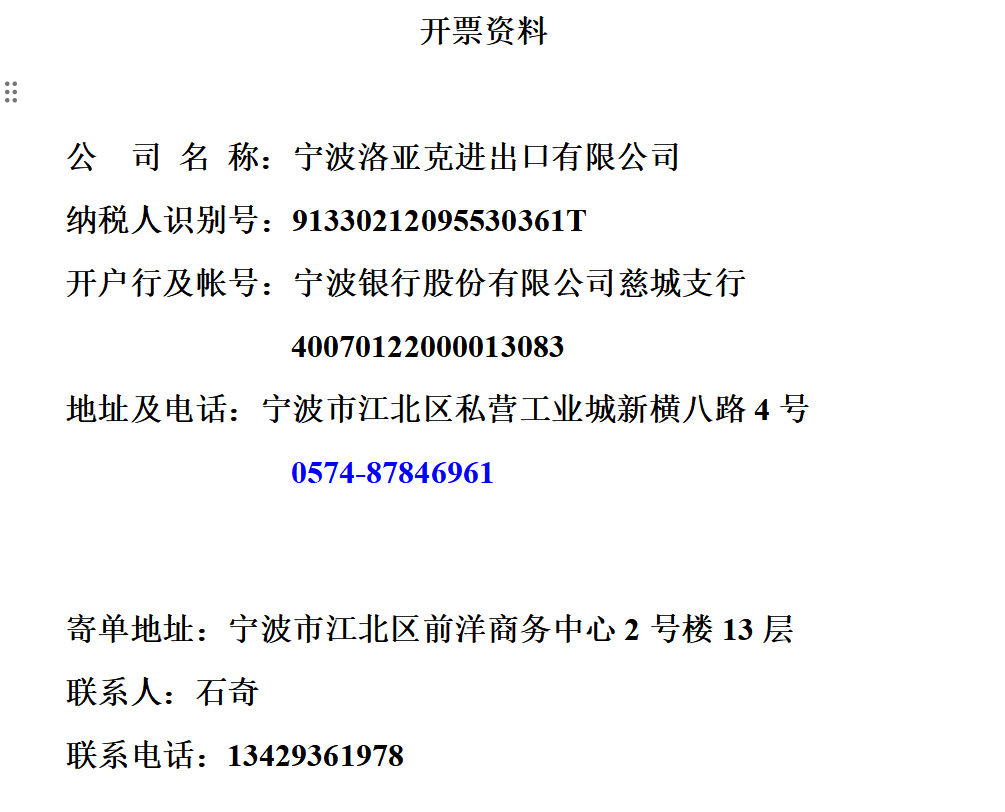 开票资料
公 司 名 称：宁波洛亚克进出口有限公司
纳税人识别号：91330212095530361T
开户行及帐号：宁波银行股份有限公司慈城支行
40070122000013083
地址及电话：宁波市江北区私营工业城新横八路 4 号
0574-87846961
寄单地址：宁波市江北区前洋商务中心 2 号楼 13 层
联系人：石奇
联系电话：13429361978